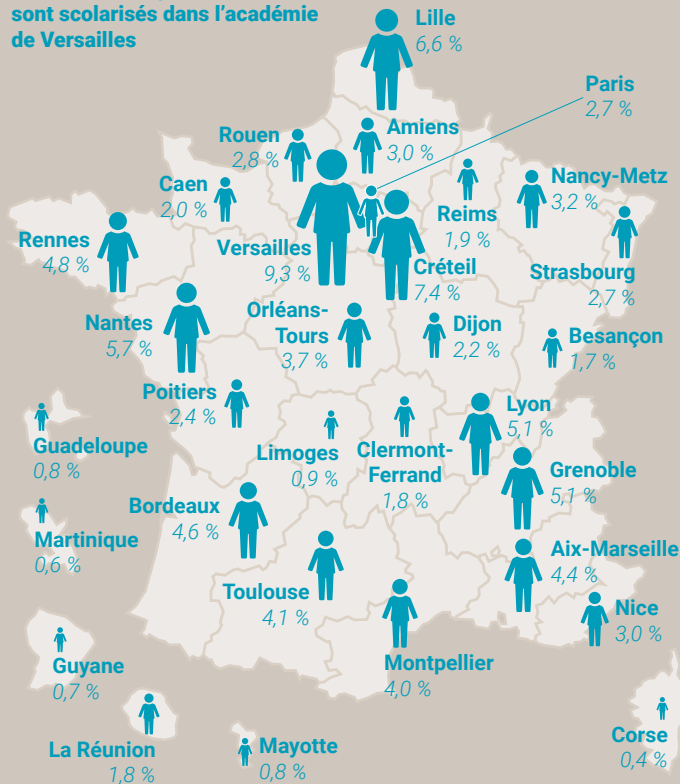 sont scolarisés dans l’académie
de Versailles
Lille
6,6 %
Paris
2,7 %
Rouen
2,8 %
Amiens
3,0 %
Caen
2,0 %
Nancy-Metz
3,2 %
Reims
1,9 %
Rennes
4,8 %
Versailles
9,3 %
Créteil
7,4 %
Strasbourg
2,7 %
Nantes
5,7 %
Orléans-
Tours
3,7 %
Dijon
2,2 %
Besançon
1,7 %
Poitiers
2,4 %
Guadeloupe
0,8 %
Limoges
0,9 %
Clermont-
Ferrand
1,8 %
Lyon
5,1 %
Grenoble
5,1 %
Bordeaux
4,6 %
Martinique
0,6 %
Aix-Marseille
4,4 %
Toulouse
4,1 %
Nice
3,0 %
Montpellier
4,0 %
Guyane
0,7 %
La Réunion
1,8 %
Mayotte
0,8 %
Corse
0,4 %